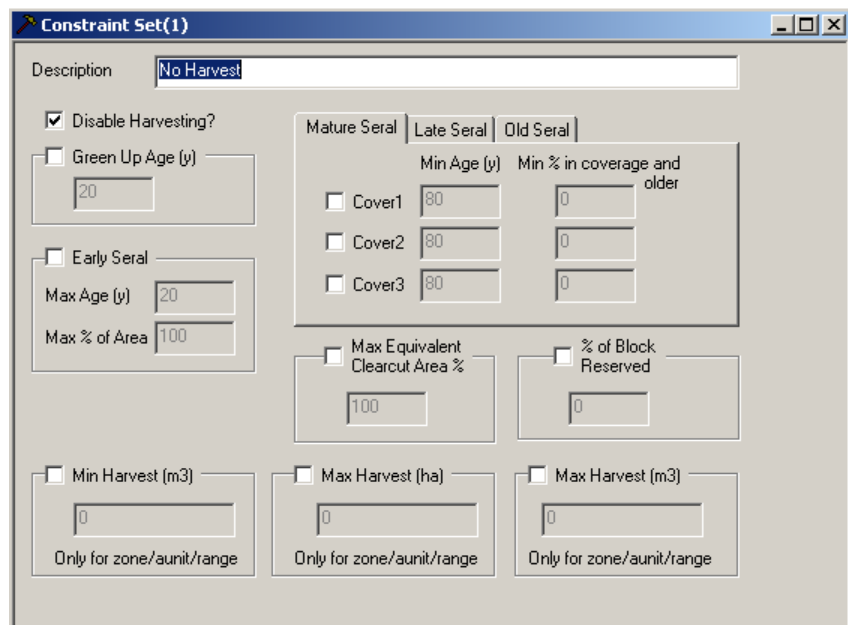 Constraint Set(1)
Description No Harvest
Disable Harvesting?
Green Up Age (y)
20
Early Seral
Max Age (y) 20
Max % of Area 100
Mature Seral Late Seral Old Seral
Min Age (y) Min % in coverage and
older
Cover1 80 0
Cover2 80 0
Cover3 80 0
Max Equivalent
Clearcut Area %
100
% of Block
Reserved
0
Min Harvest (m3)
0
Only for zone/aunit/range
Max Harvest (ha)
0
Only for zone/aunit/range
Max Harvest (m3)
0
Only for zone/aunit/range